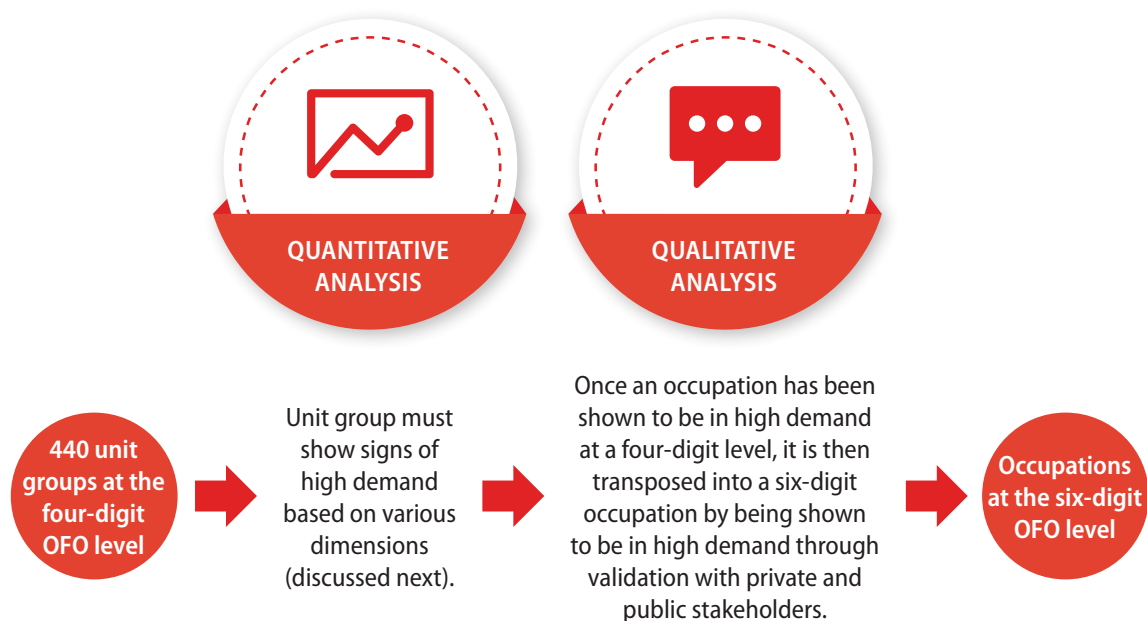 QUANTITATIVE
ANALYSIS
QUALITATIVE
ANALYSIS
440 unit
groups at the
four-digit
OFO level
Unit group must
show signs of
high demand
based on various
dimensions
(discussed next).
Once an occupation has been
shown to be in high demand
at a four-digit level, it is then
transposed into a six-digit
occupation by being shown
to be in high demand through
validation with private and
public stakeholders.
Occupations
at the six-digit
OFO level